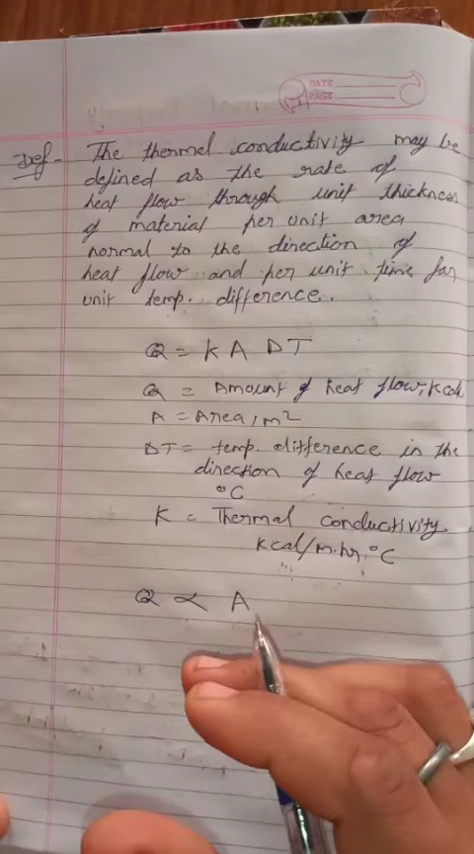 DATE
PAGE
Def - The thermal conductivity may be
defined as the rate of
heat flow through unit thickness
of material per unit area
normal to the direction of
heat flow and per unit time for
unit temp. difference.
Q = K A ΔT
Q = Amount of heat flow, Kcal
A = Area, m²
ΔT = temp. difference in the
direction of heat flow
°C
K = Thermal conductivity
Kcal/m.hr.°C
Q ∝ A